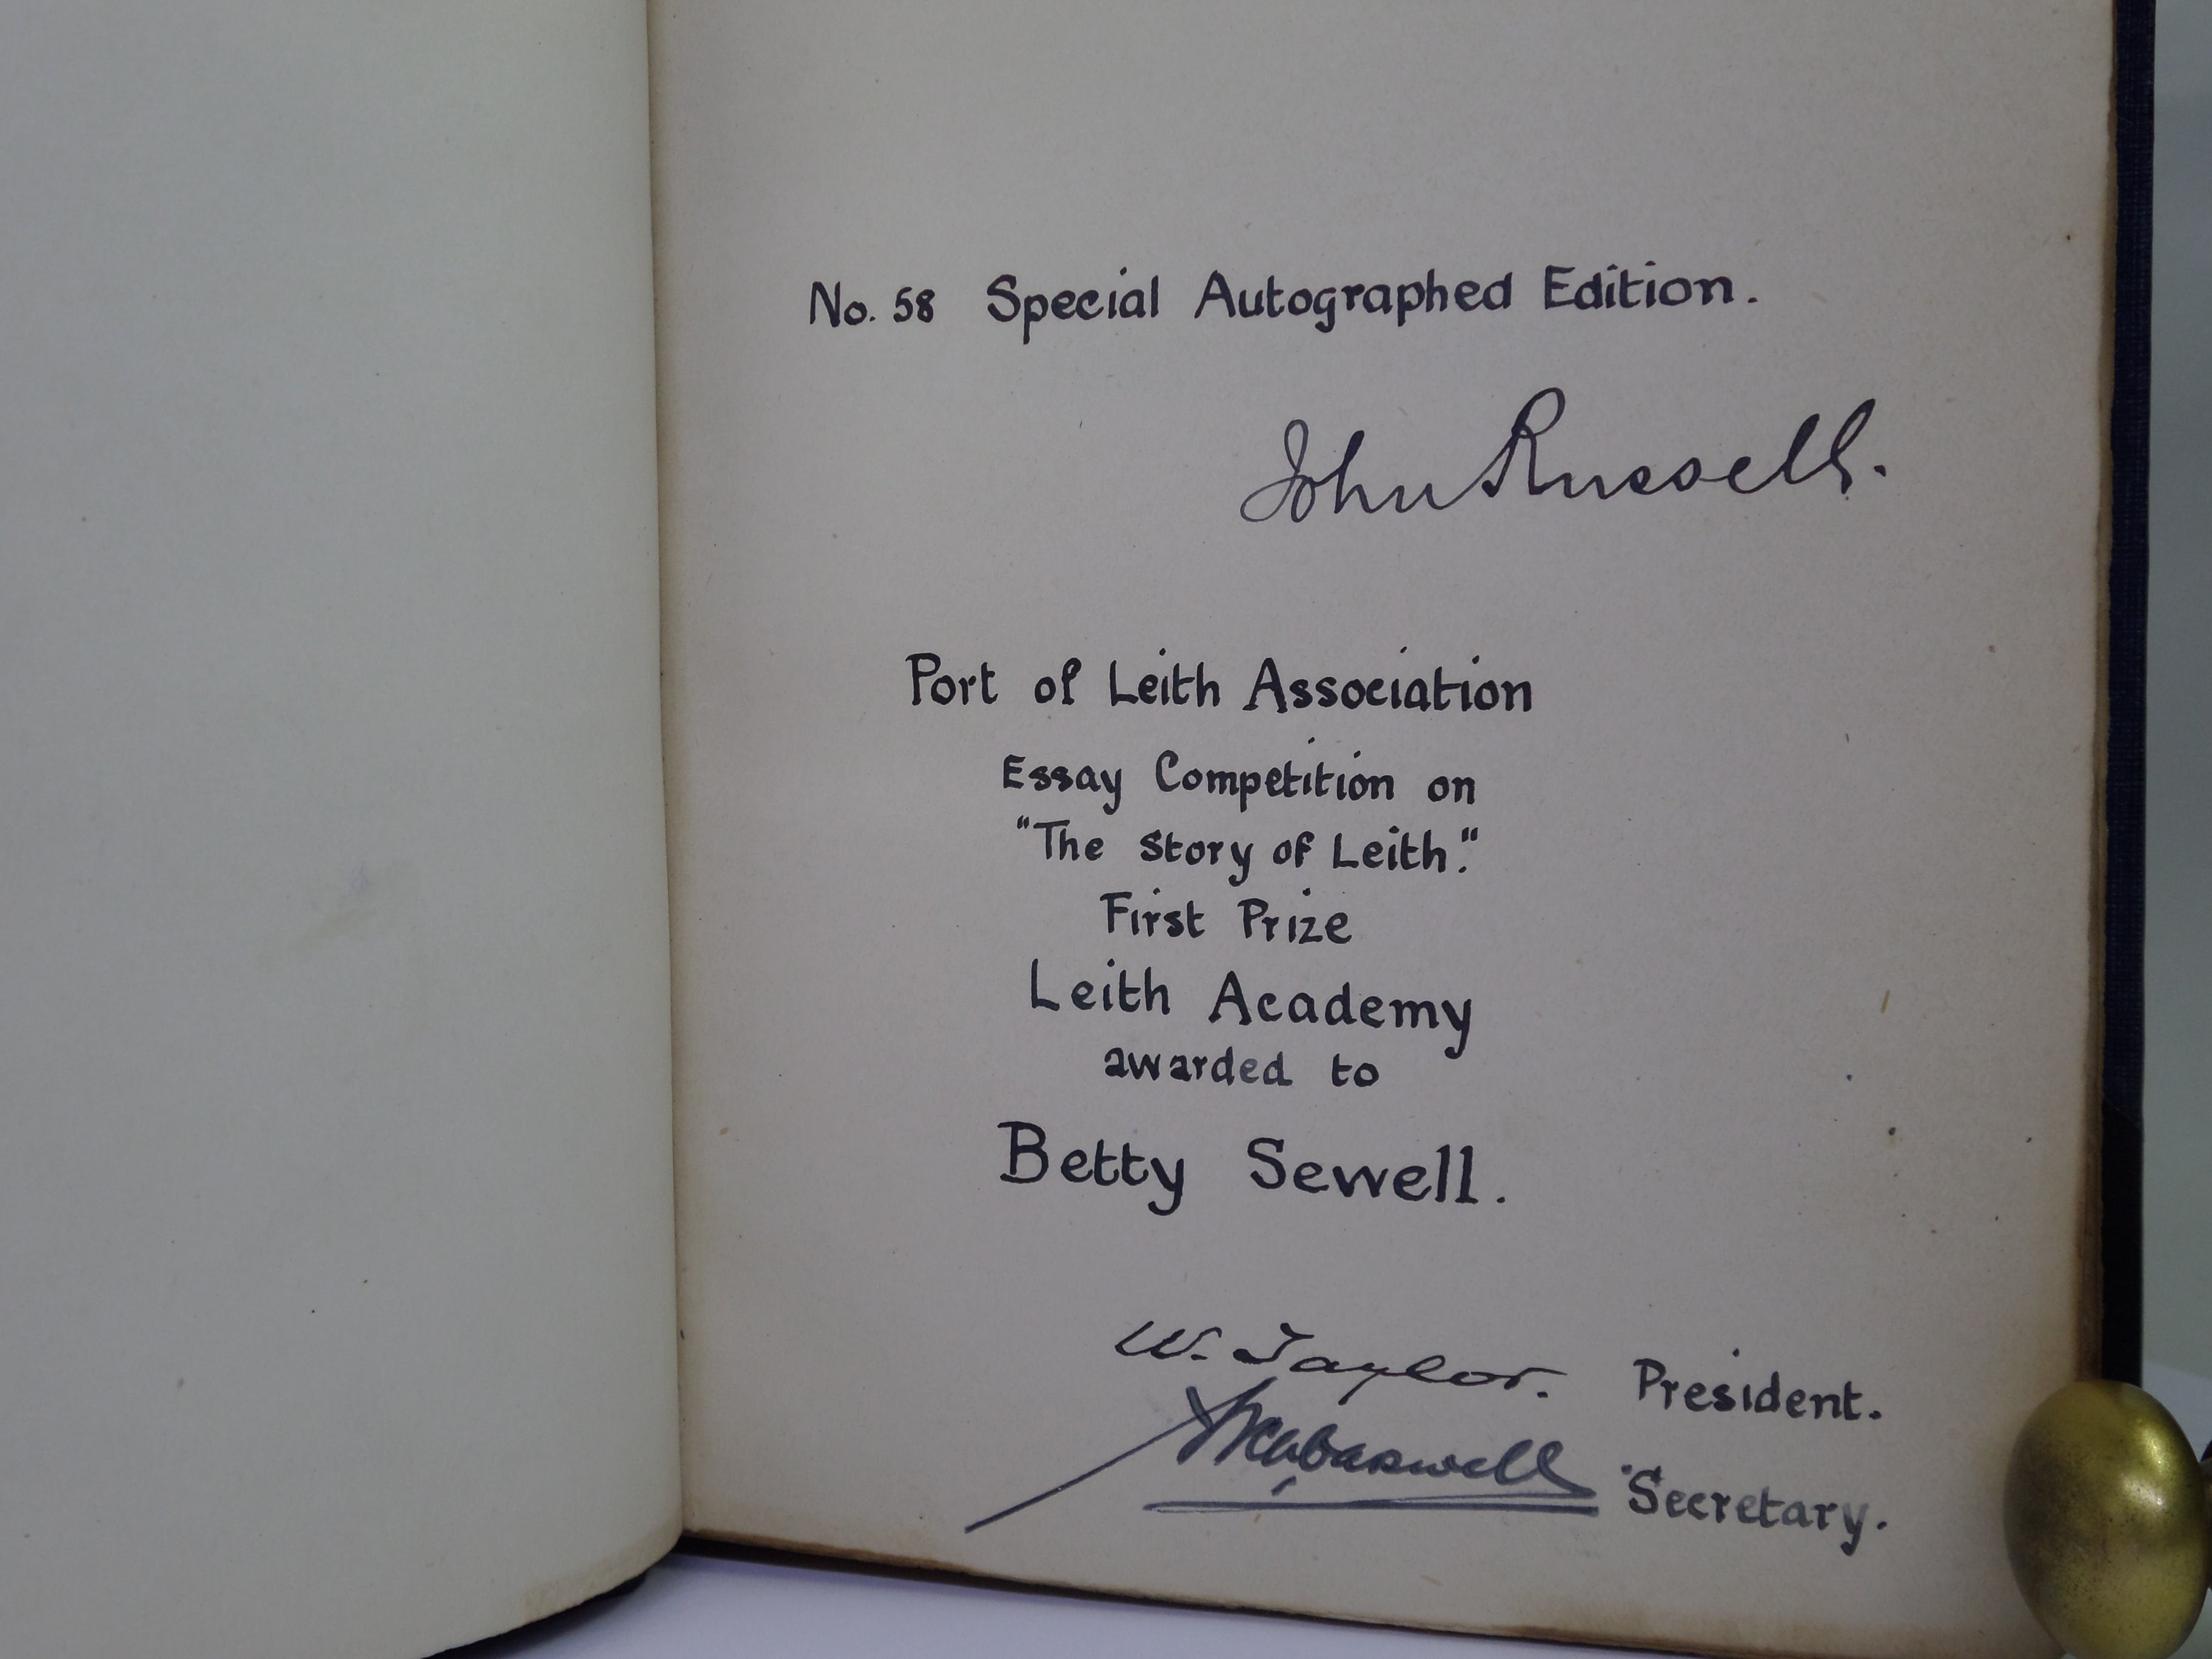 No. 58 Special Autographed Edition.
John Russell.
Port of Leith Association
Essay Competition on
"The Story of Leith."
First Prize
Leith Academy
awarded to
Betty Sewell.
W. Taylor. President.
Secretary.